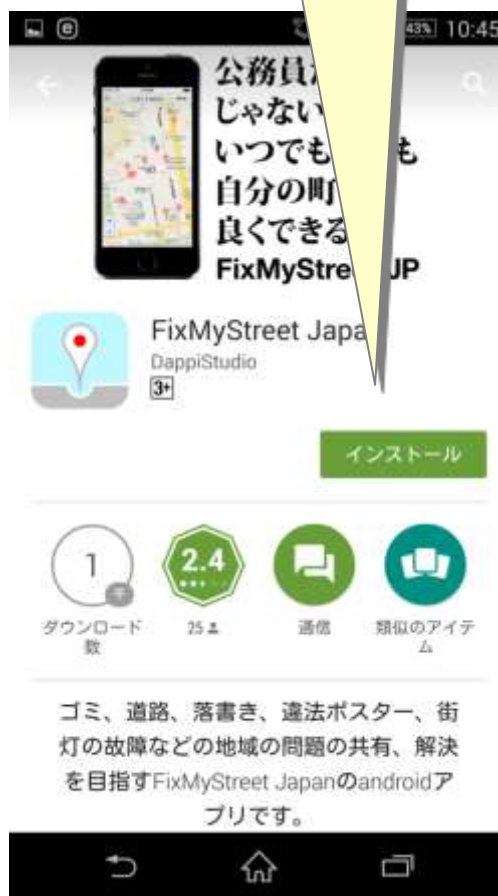 43% 10:45
公務員
じゃない
いつでも も
自分の町
良くできる
FixMyStre JP
FixMyStreet Japa
DappiStudio
3+
インストール
1
千
2.4
ダウンロード
数
25
通信
類似のアイテ
ム
ゴミ、道路、落書き、違法ポスター、街
灯の故障などの地域の問題の共有、解決
を目指すFixMyStreet Japanのandroidア
プリです。